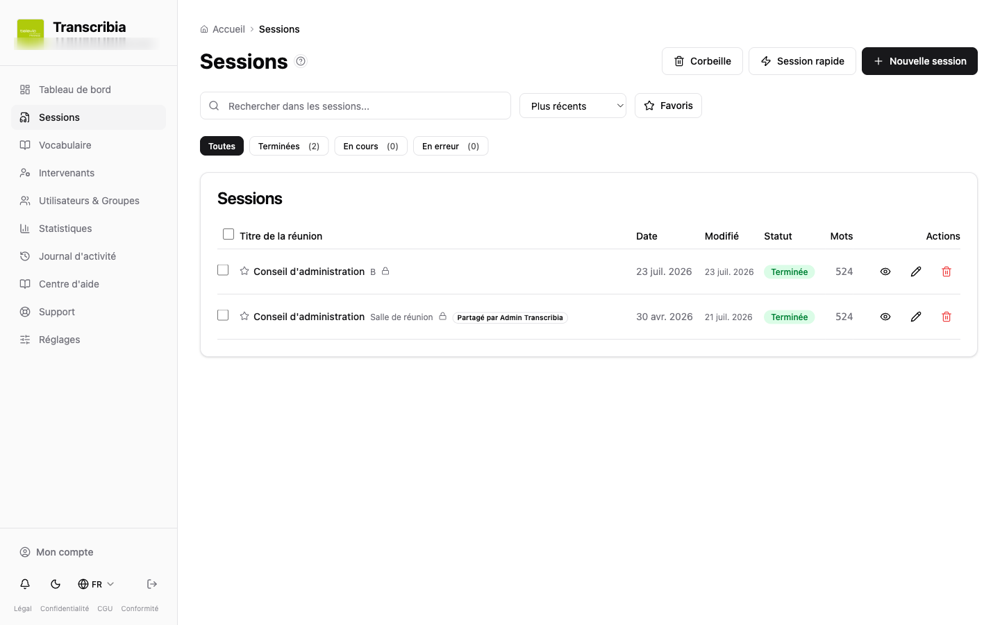 Transcribia
Tableau de bord
Sessions
Vocabulaire
Intervenants
Utilisateurs & Groupes
Statistiques
Journal d'activité
Centre d'aide
Support
Réglages
Mon compte
FR
Légal Confidentialité CGU Conformité
Accueil Sessions
Sessions
Corbeille Session rapide Nouvelle session
Rechercher dans les sessions... Plus récents Favoris
Toutes Terminées (2) En cours (0) En erreur (0)
Sessions
Titre de la réunion Date Modifié Statut Mots Actions
Conseil d'administration B 23 juil. 2026 23 juil. 2026 Terminée 524
Conseil d'administration Salle de réunion Partagé par Admin Transcribia 30 avr. 2026 21 juil. 2026 Terminée 524